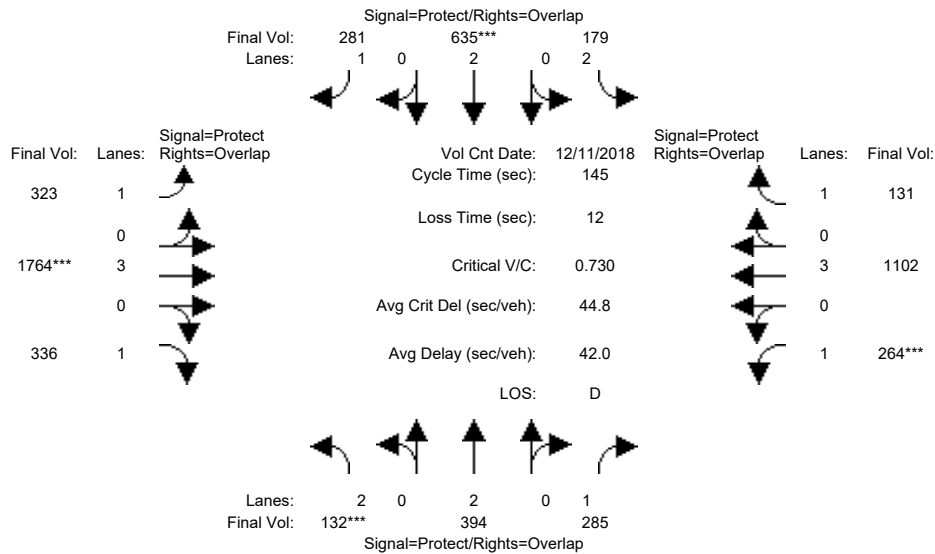 Signal=Protect/Rights=Overlap
Final Vol: 281 635*** 179
Lanes: 1 0 2 0 2
Signal=Protect Signal=Protect
Final Vol: Lanes: Rights=Overlap Vol Cnt Date: 12/11/2018 Rights=Overlap Lanes: Final Vol:
Cycle Time (sec): 145
323 1 1 131
Loss Time (sec): 12
0 0
1764*** 3 Critical V/C: 0.730 3 1102
0 Avg Crit Del (sec/veh): 44.8 0
336 1 Avg Delay (sec/veh): 42.0 1 264***
LOS: D
Lanes: 2 0 2 0 1
Final Vol: 132*** 394 285
Signal=Protect/Rights=Overlap